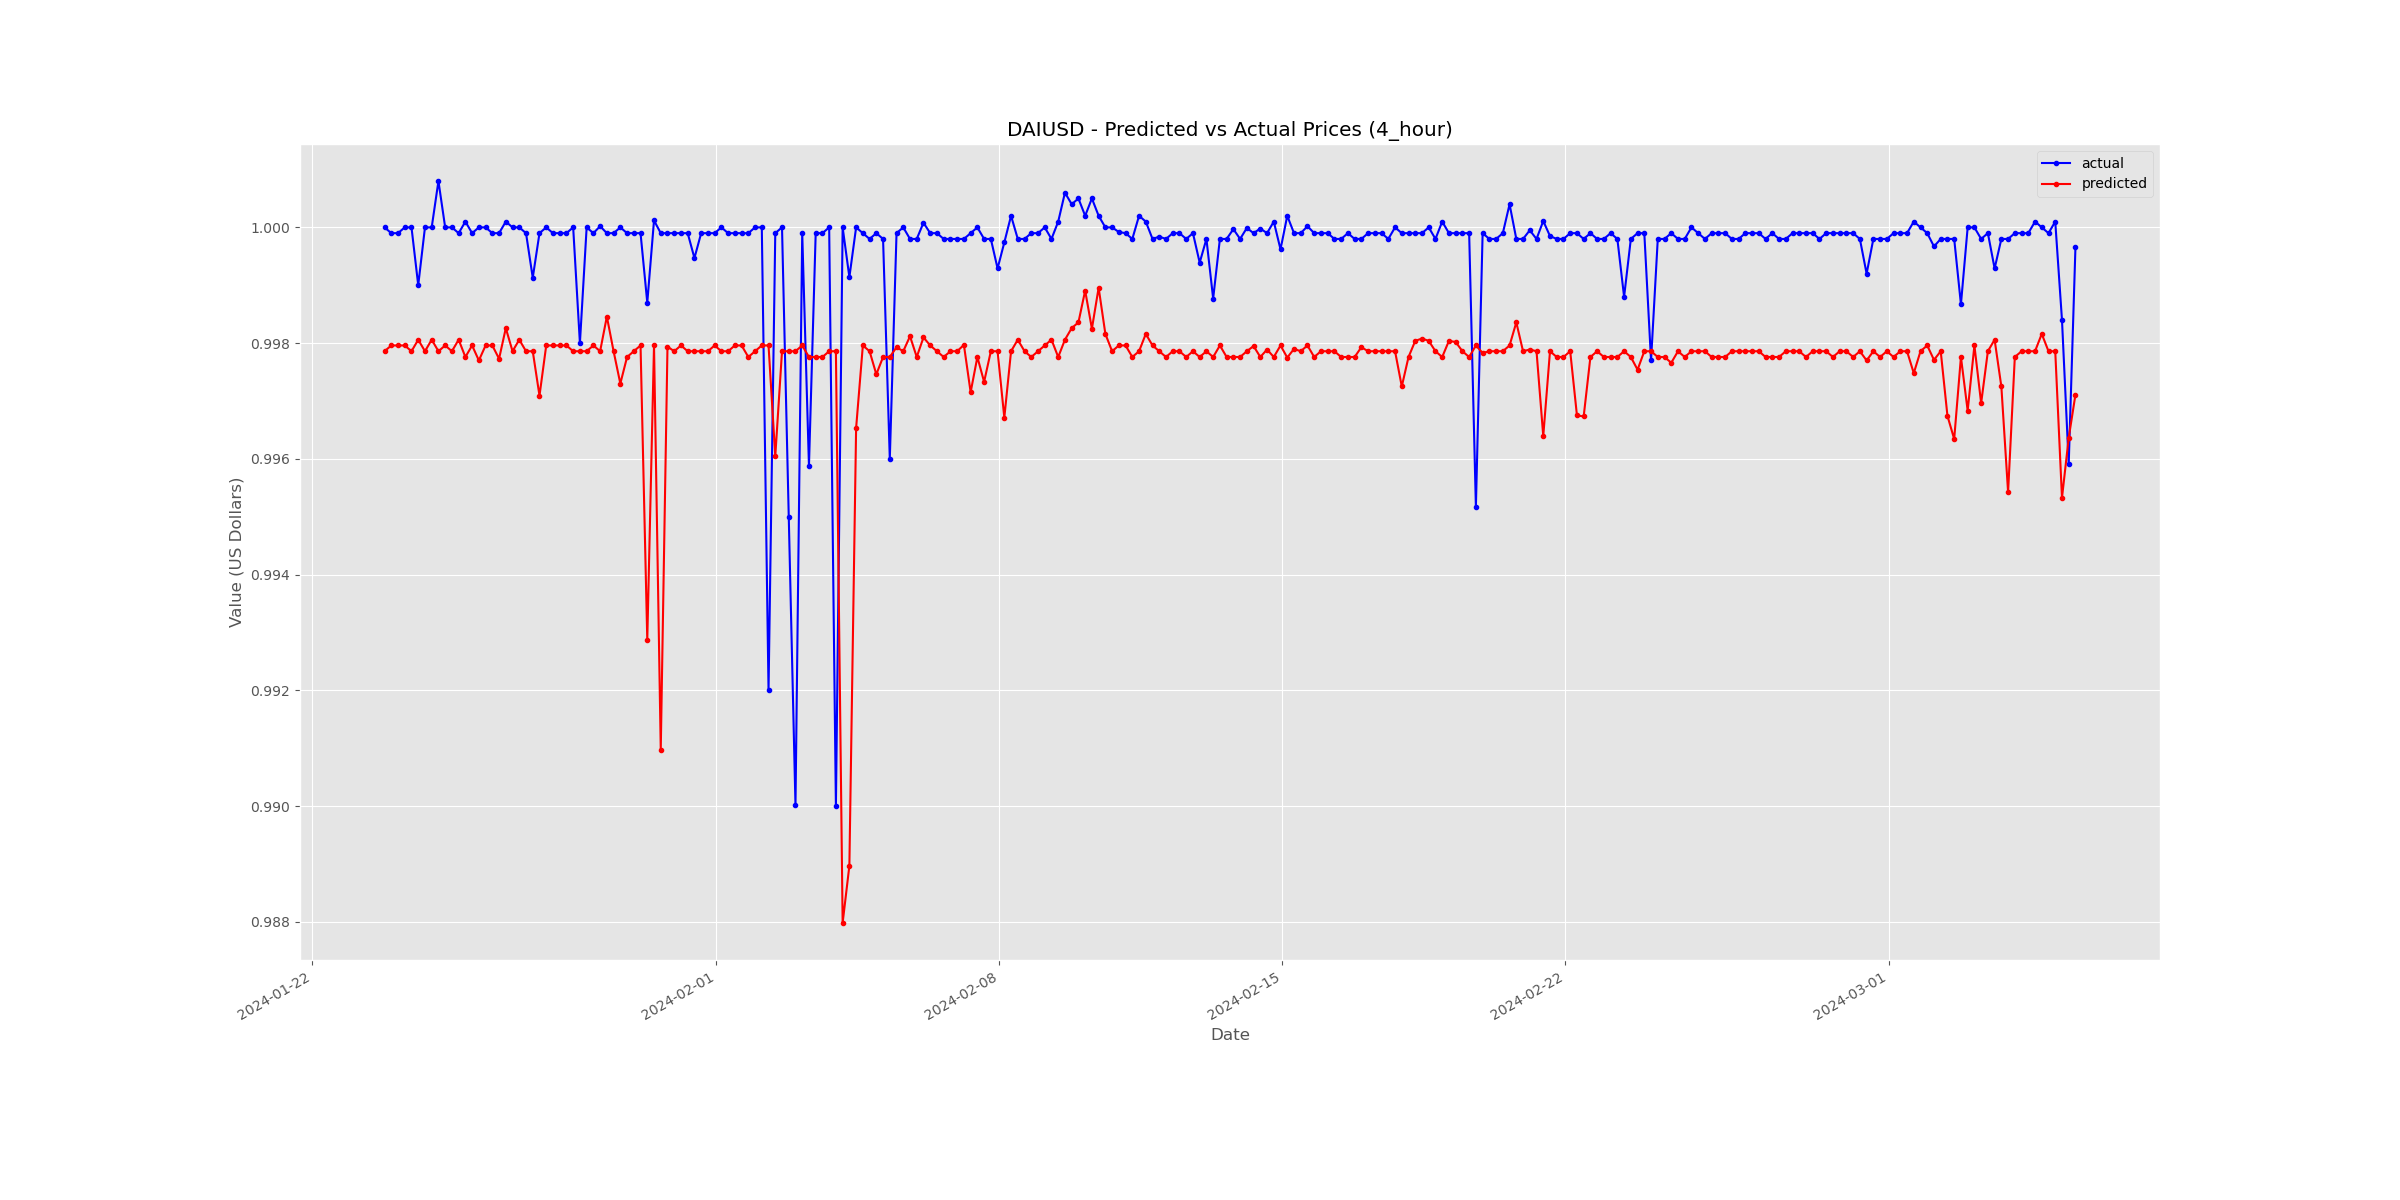 DAIUSD - Predicted vs Actual Prices (4_hour)
actual
predicted
1.000
0.998
0.996
0.994
0.992
0.990
0.988
Value (US Dollars)
2024-01-22
2024-02-01
2024-02-08
2024-02-15
2024-02-22
2024-03-01
Date